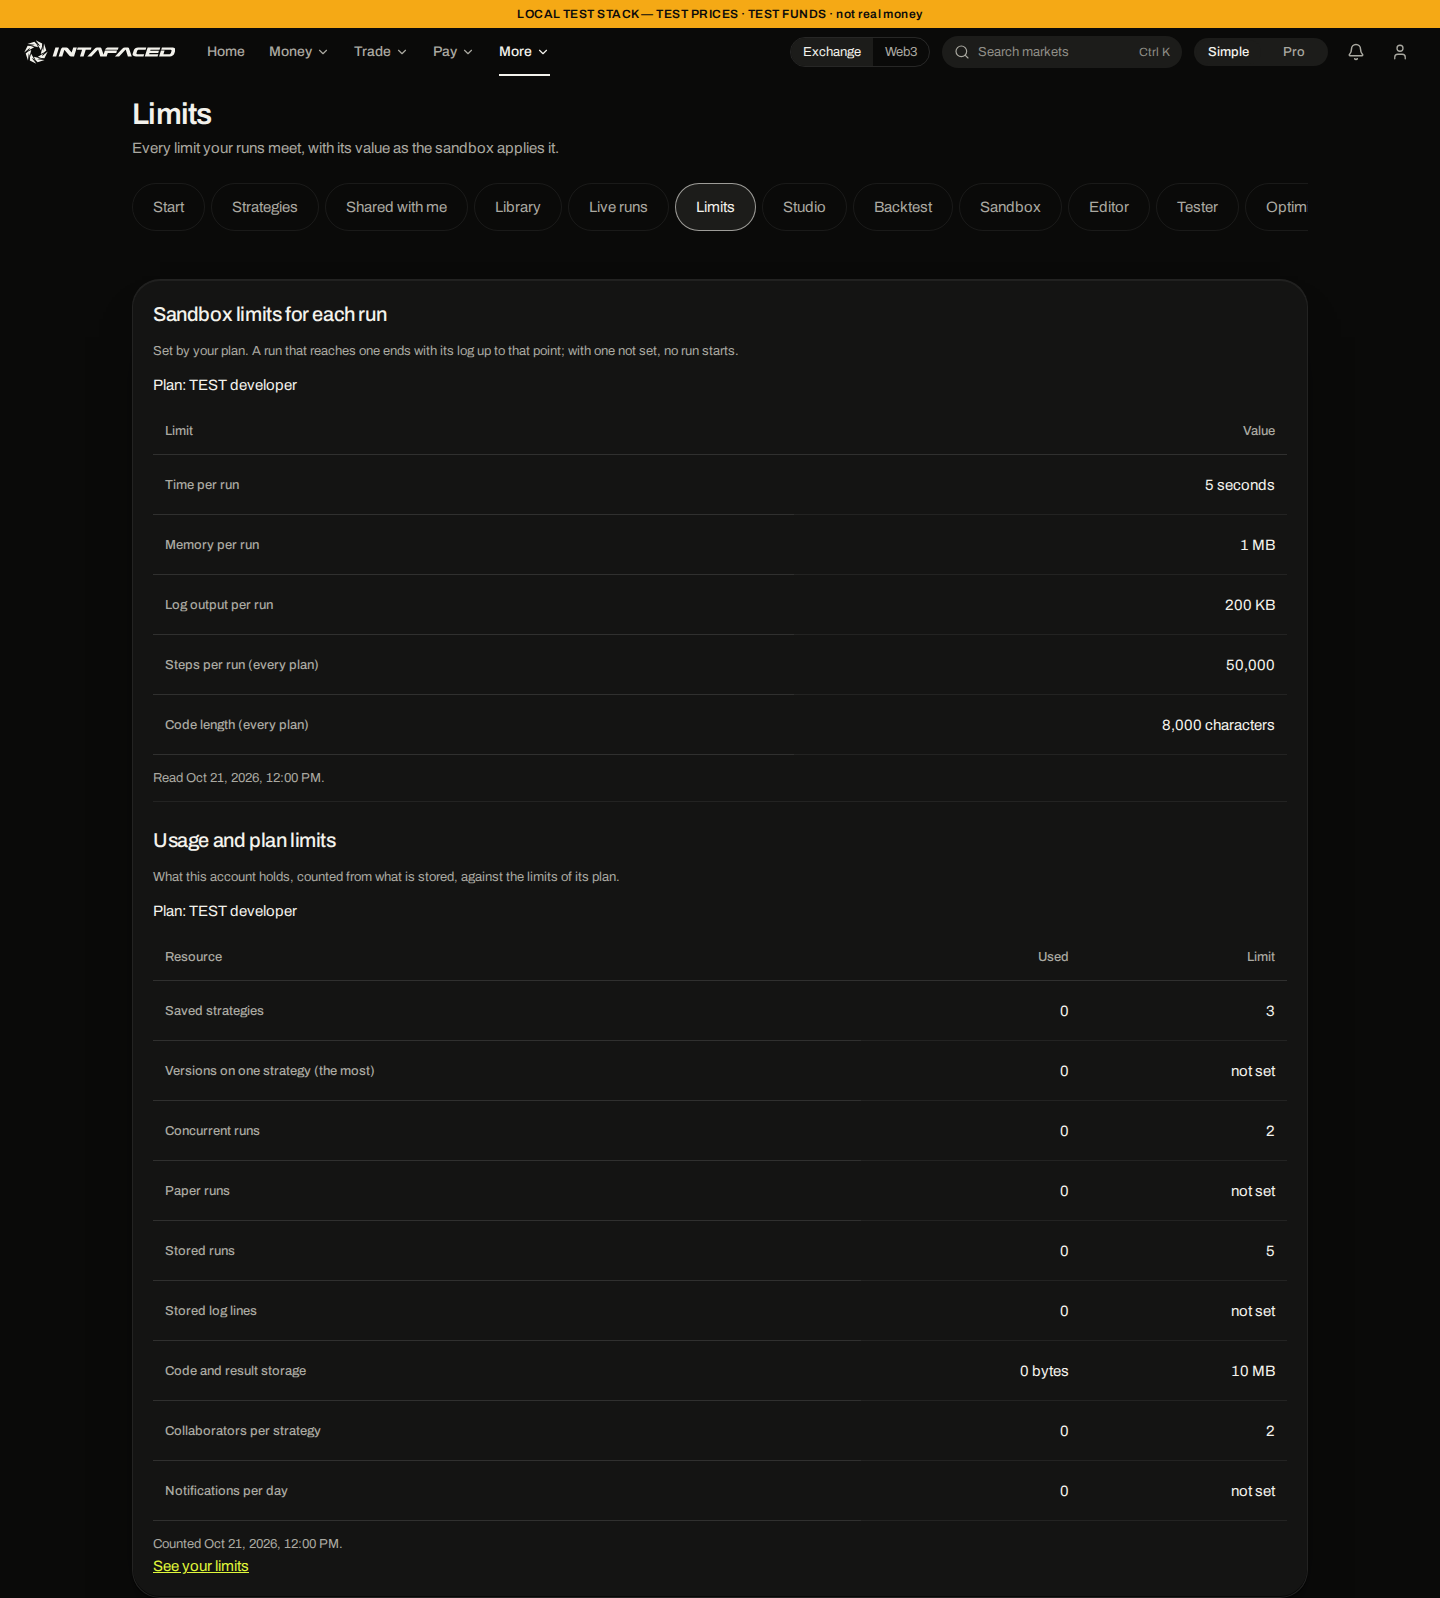 LOCAL TEST STACK — TEST PRICES · TEST FUNDS · not real money
INTAFACED
Home Money Trade Pay More Exchange Web3 Search markets Ctrl K Simple Pro
Limits
Every limit your runs meet, with its value as the sandbox applies it.
Start Strategies Shared with me Library Live runs Limits Studio Backtest Sandbox Editor Tester Optim
Sandbox limits for each run
Set by your plan. A run that reaches one ends with its log up to that point; with one not set, no run starts.
Plan: TEST developer
Limit Value
Time per run 5 seconds
Memory per run 1 MB
Log output per run 200 KB
Steps per run (every plan) 50,000
Code length (every plan) 8,000 characters
Read Oct 21, 2026, 12:00 PM.
Usage and plan limits
What this account holds, counted from what is stored, against the limits of its plan.
Plan: TEST developer
Resource Used Limit
Saved strategies 0 3
Versions on one strategy (the most) 0 not set
Concurrent runs 0 2
Paper runs 0 not set
Stored runs 0 5
Stored log lines 0 not set
Code and result storage 0 bytes 10 MB
Collaborators per strategy 0 2
Notifications per day 0 not set
Counted Oct 21, 2026, 12:00 PM.
See your limits